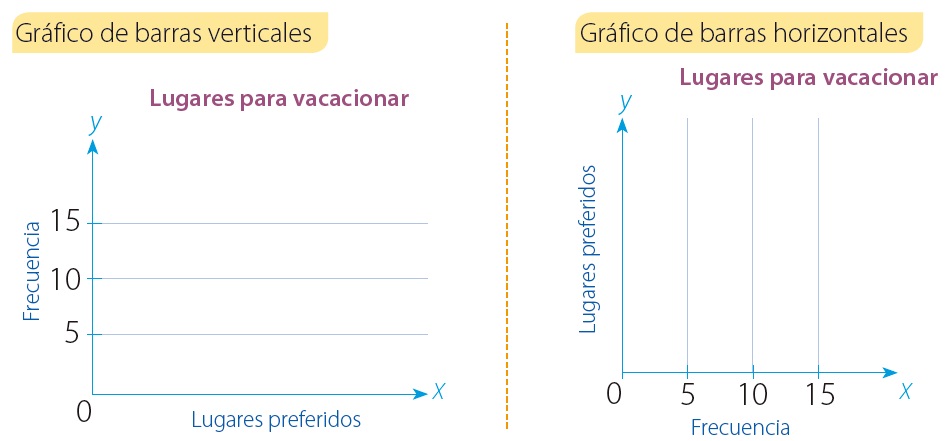 Gráfico de barras verticales
Lugares para vacacionar
y
Frecuencia
15
10
5
0
x
Lugares preferidos
Gráfico de barras horizontales
Lugares para vacacionar
y
Lugares preferidos
0 5 10 15
x
Frecuencia